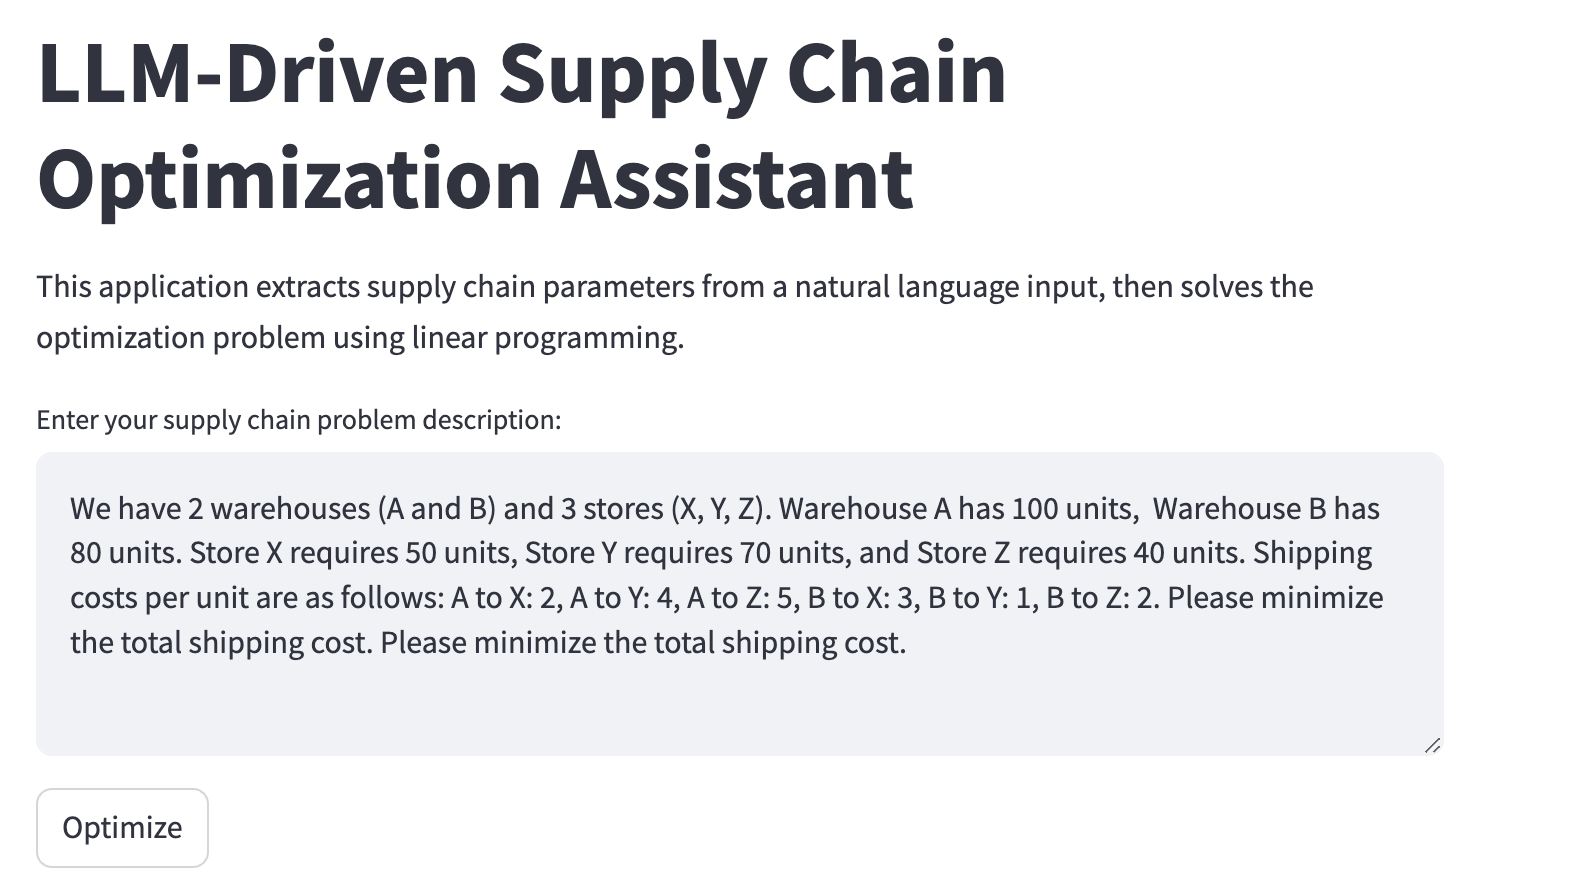 LLM-Driven Supply Chain
Optimization Assistant
This application extracts supply chain parameters from a natural language input, then solves the
optimization problem using linear programming.
Enter your supply chain problem description:
We have 2 warehouses (A and B) and 3 stores (X, Y, Z). Warehouse A has 100 units,  Warehouse B has
80 units. Store X requires 50 units, Store Y requires 70 units, and Store Z requires 40 units. Shipping
costs per unit are as follows: A to X: 2, A to Y: 4, A to Z: 5, B to X: 3, B to Y: 1, B to Z: 2. Please minimize
the total shipping cost. Please minimize the total shipping cost.
Optimize